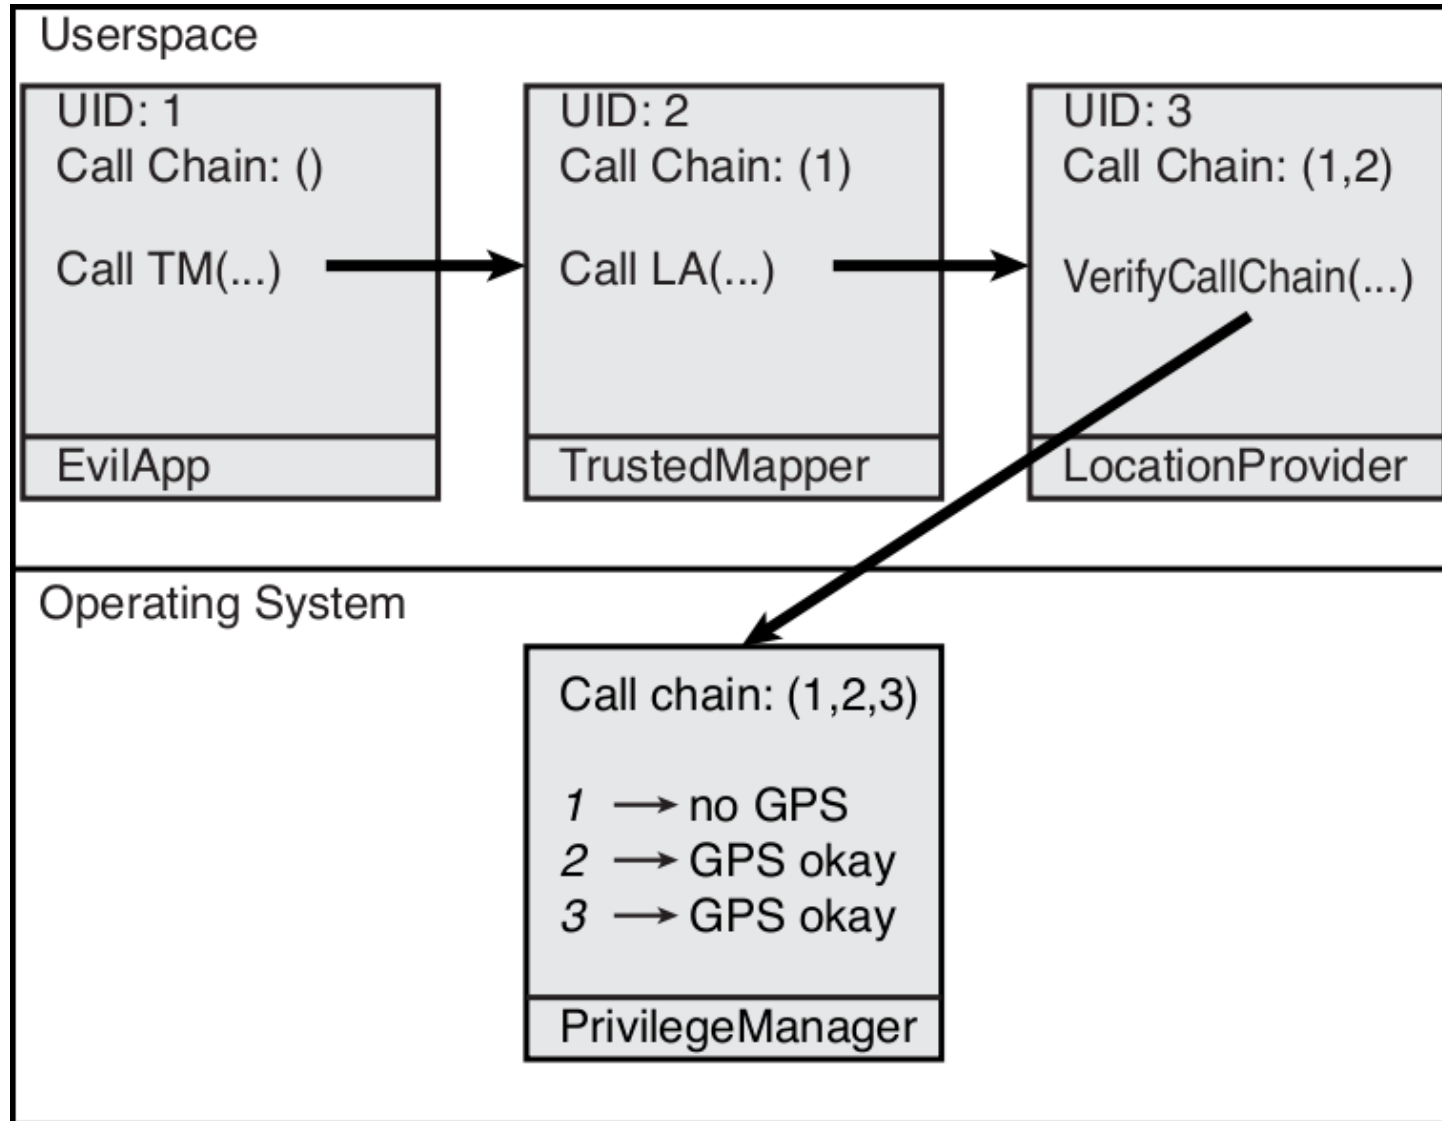 Userspace
UID: 1
Call Chain: ()
Call TM(...)
EvilApp
UID: 2
Call Chain: (1)
Call LA(...)
TrustedMapper
UID: 3
Call Chain: (1,2)
VerifyCallChain(...)
LocationProvider
Operating System
Call chain: (1,2,3)
1 → no GPS
2 → GPS okay
3 → GPS okay
PrivilegeManager